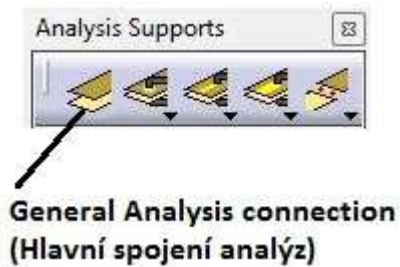 Analysis Supports
General Analysis connection
(Hlavní spojení analýz)